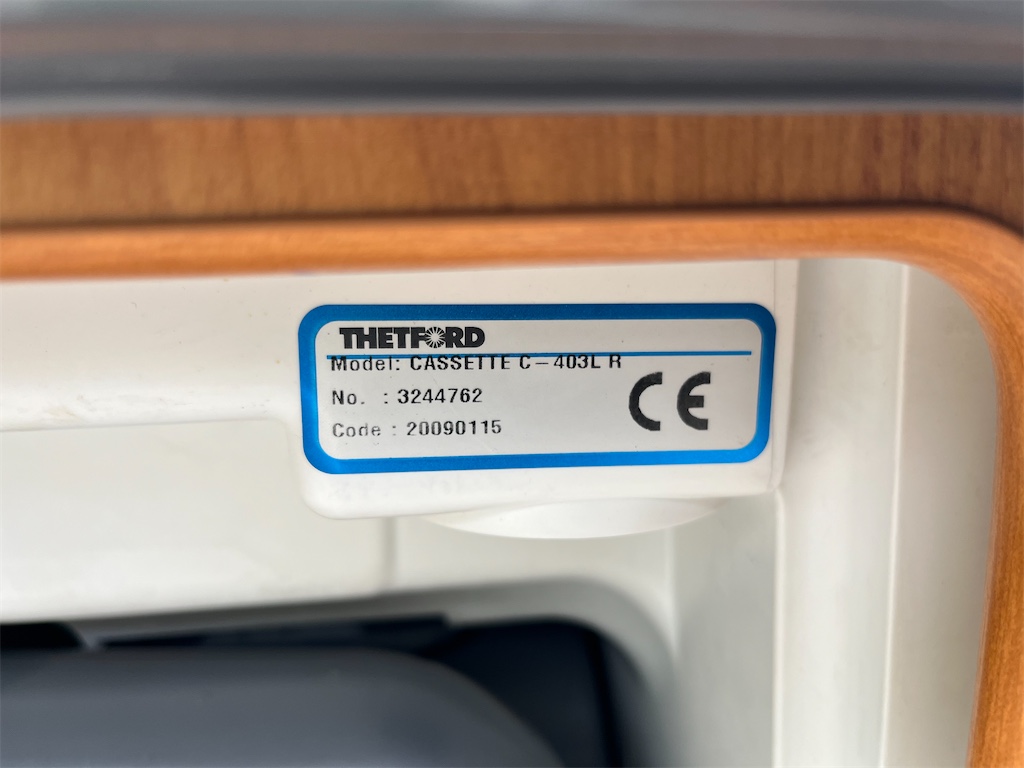 THETFORD
Model: CASSETTE C-403L R
No. : 3244762
Code : 20090115
CE